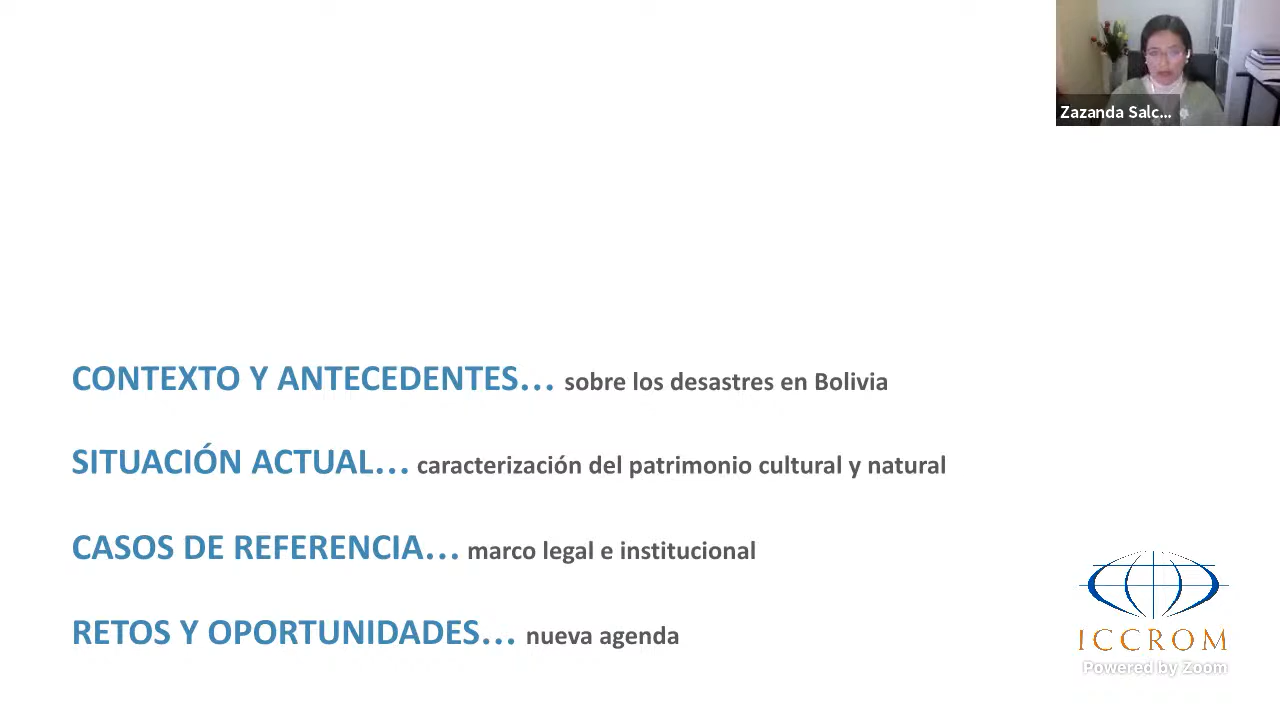 Zazanda Salc...
CONTEXTO Y ANTECEDENTES... sobre los desastres en Bolivia
SITUACIÓN ACTUAL... caracterización del patrimonio cultural y natural
CASOS DE REFERENCIA... marco legal e institucional
RETOS Y OPORTUNIDADES... nueva agenda
ICCROM
Powered by Zoom